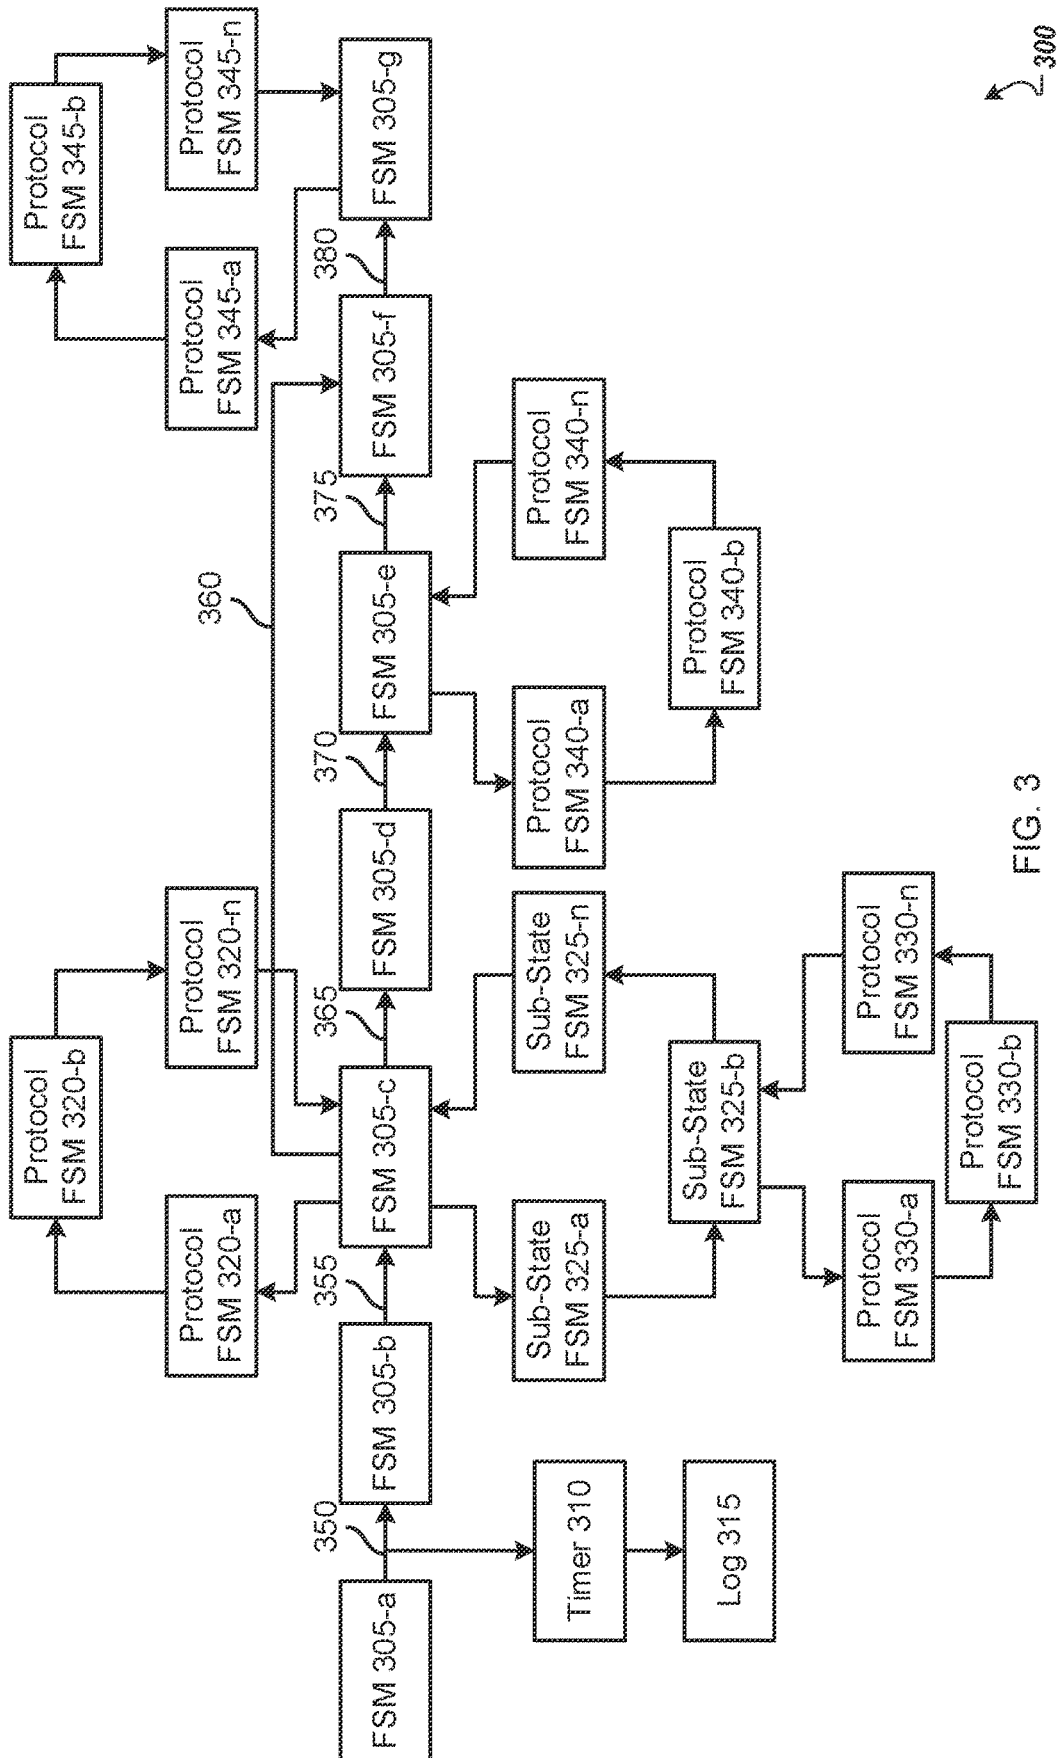 Protocol
FSM 320-b
Protocol
FSM 345-b
Protocol
FSM 320-a
Protocol
FSM 320-n
Protocol
FSM 345-a
Protocol
FSM 345-n
360
350
355
365
370
375
380
FSM 305-a
FSM 305-b
FSM 305-c
FSM 305-d
FSM 305-e
FSM 305-f
FSM 305-g
Timer 310
Sub-State
FSM 325-a
Sub-State
FSM 325-n
Protocol
FSM 340-a
Protocol
FSM 340-n
Log 315
Sub-State
FSM 325-b
Protocol
FSM 340-b
Protocol
FSM 330-a
Protocol
FSM 330-n
Protocol
FSM 330-b
FIG. 3
300